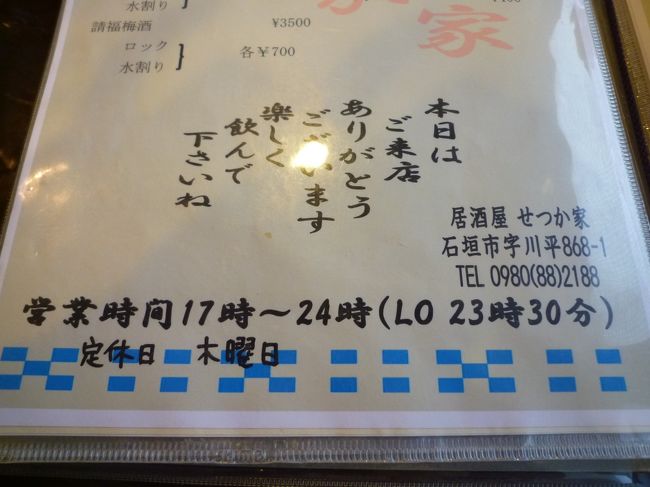 水割り
請福梅酒 ¥3500
ロック
水割り
各¥700
家
本日は
ご来店
ありがとう
ございます
楽しく
飲んで
下さいね
居酒屋 せつか家
石垣市字川平868-1
TEL 0980(88)2188
営業時間17時～24時(LO 23時30分)
定休日 木曜日